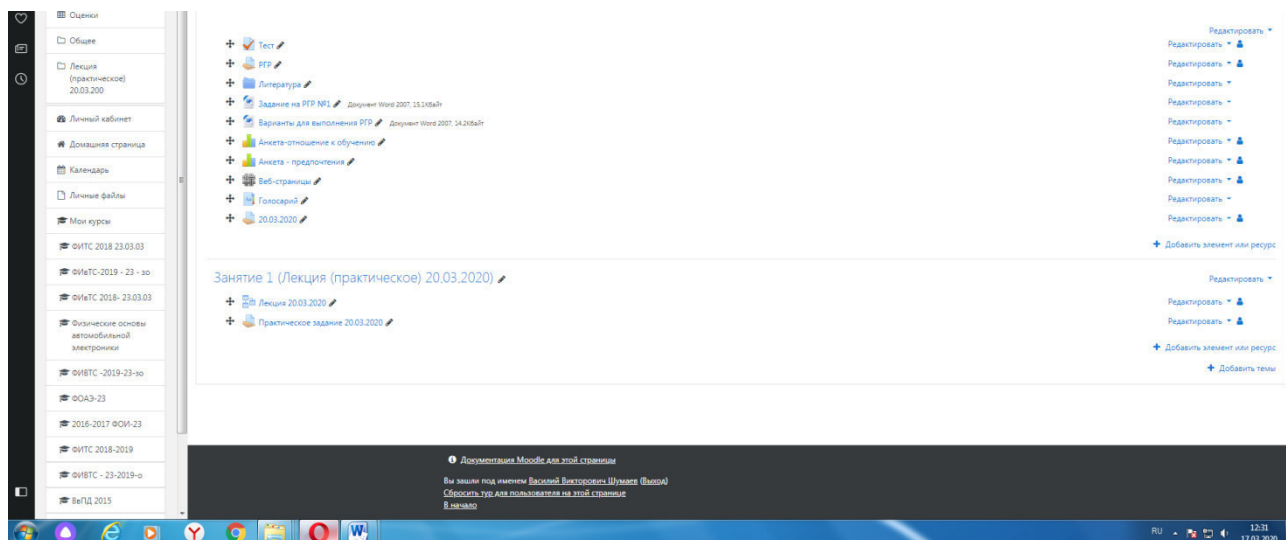 Оценки
Общее
Лекция
(практическое)
20.03.200
Личный кабинет
Домашняя страница
Календарь
Личные файлы
Мои курсы
ФИТС 2018 23.03.03
ФИвТС-2019 - 23 - зо
ФИвТС 2018- 23.03.03
Физические основы
автомобильной
электроники
ФИВТС -2019-23-зо
ФОАЭ-23
2016-2017 ФОИ-23
ФИТС 2018-2019
ФИВТС - 23-2019-о
ВвПД 2015
Редактировать
Тест Редактировать
РГР Редактировать
Литература Редактировать
Задание на РГР №1 Документ Word 2007, 15.1Кбайт Редактировать
Варианты для выполнения РГР Документ Word 2007, 14.2Кбайт Редактировать
Анкета-отношение к обучению Редактировать
Анкета - предпочтения Редактировать
Веб-страницы Редактировать
Голосарий Редактировать
20.03.2020 Редактировать
Добавить элемент или ресурс
Занятие 1 (Лекция (практическое) 20.03.2020) Редактировать
Лекция 20.03.2020 Редактировать
Практическое задание 20.03.2020 Редактировать
Добавить элемент или ресурс
Добавить темы
Документация Moodle для этой страницы
Вы зашли под именем Василий Викторович Шумаев (Выход)
Сбросить тур для пользователя на этой странице
В начало
RU 12:31
17.03.2020